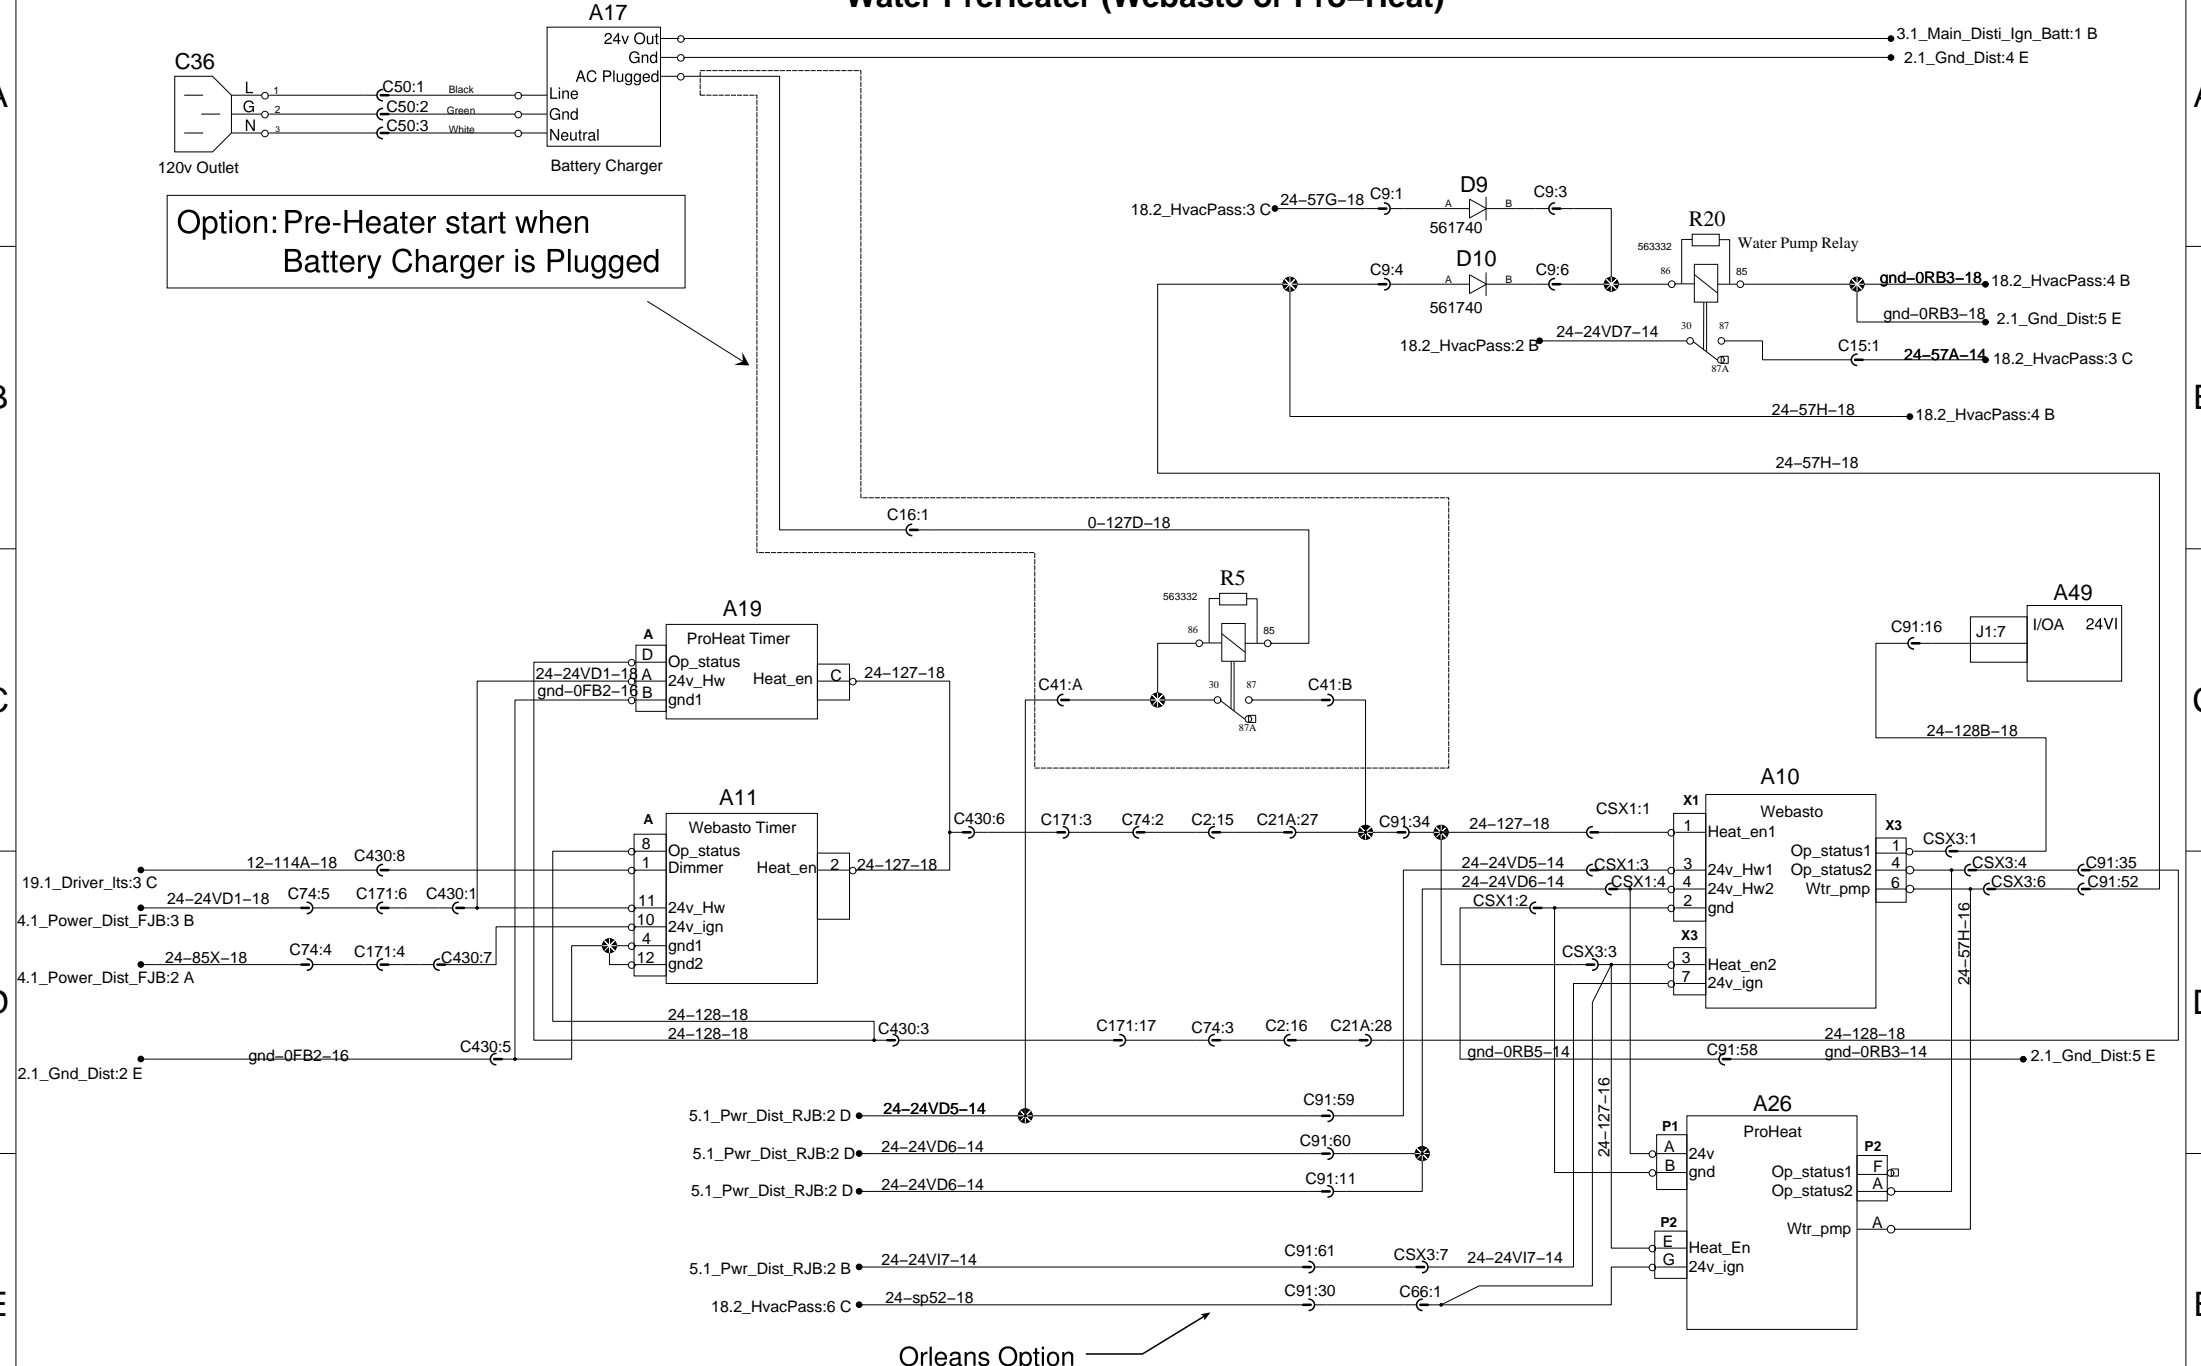 Water PreHeater (Webasto or Pro–Heat)
A17
24v Out
Gnd
AC Plugged
Line
Gnd
Neutral
Battery Charger
3.1_Main_Disti_Ign_Batt:1 B
2.1_Gnd_Dist:4 E
C36
L 1 C50:1 Black
G 2 C50:2 Green
N 3 C50:3 White
120v Outlet
A
A
Option: Pre-Heater start when
Battery Charger is Plugged
18.2_HvacPass:3 C 24–57G–18 C9:1 A D9 B C9:3
561740
C9:4 A D10 B C9:6
561740
R20
563332 Water Pump Relay
86 85
30 87
87A
gnd–0RB3–18 18.2_HvacPass:4 B
gnd–0RB3–18 2.1_Gnd_Dist:5 E
18.2_HvacPass:2 B 24–24VD7–14
C15:1 24–57A–14 18.2_HvacPass:3 C
B
24–57H–18 18.2_HvacPass:4 B
24–57H–18
C16:1 0–127D–18
R5
563332
86 85
30 87
87A
C41:A C41:B
A19
A
ProHeat Timer
D Op_status
24–24VD1–18 A 24v_Hw
gnd–0FB2–16 B gnd1
Heat_en C 24–127–18
A49
C91:16 J1:7 I/OA 24VI
24–128B–18
C
C
A11
A
Webasto Timer
8 Op_status
1 Dimmer
11 24v_Hw
10 24v_ign
4 gnd1
12 gnd2
Heat_en 2 24–127–18
12–114A–18 C430:8
19.1_Driver_lts:3 C
24–24VD1–18 C74:5 C171:6 C430:1
4.1_Power_Dist_FJB:3 B
24–85X–18 C74:4 C171:4 C430:7
4.1_Power_Dist_FJB:2 A
C430:6 C171:3 C74:2 C2:15 C21A:27 C91:34 24–127–18 CSX1:1
A10
X1
Webasto
1 Heat_en1
3 24v_Hw1
4 24v_Hw2
2 gnd
X3
3 Heat_en2
7 24v_ign
X3
Op_status1 1 CSX3:1
Op_status2 4 CSX3:4 C91:35
Wtr_pmp 6 CSX3:6 C91:52
24–24VD5–14 CSX1:3
24–24VD6–14 CSX1:4
CSX1:2
CSX3:3
24–57H–16
D
24–128–18
24–128–18 C430:3 C171:17 C74:3 C2:16 C21A:28 24–128–18
gnd–0FB2–16 C430:5
2.1_Gnd_Dist:2 E
gnd–0RB5–14 C91:58 gnd–0RB3–14 2.1_Gnd_Dist:5 E
24–127–16
5.1_Pwr_Dist_RJB:2 D 24–24VD5–14 C91:59
5.1_Pwr_Dist_RJB:2 D 24–24VD6–14 C91:60
5.1_Pwr_Dist_RJB:2 D 24–24VD6–14 C91:11
A26
P1
ProHeat
A 24v
B gnd
P2
Op_status1 F
Op_status2 A
Wtr_pmp A
P2
E Heat_En
G 24v_ign
5.1_Pwr_Dist_RJB:2 B 24–24VI7–14 C91:61 CSX3:7 24–24VI7–14
18.2_HvacPass:6 C 24–sp52–18 C91:30 C66:1
Orleans Option